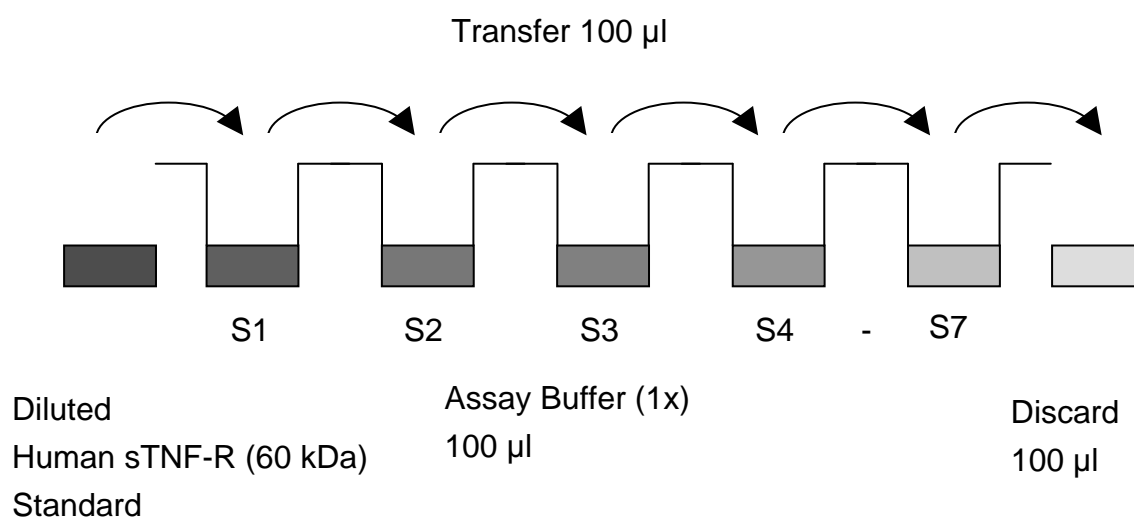 Transfer 100 µl
S1 S2 S3 S4 - S7
Diluted
Human sTNF-R (60 kDa)
Standard
Assay Buffer (1x)
100 µl
Discard
100 µl